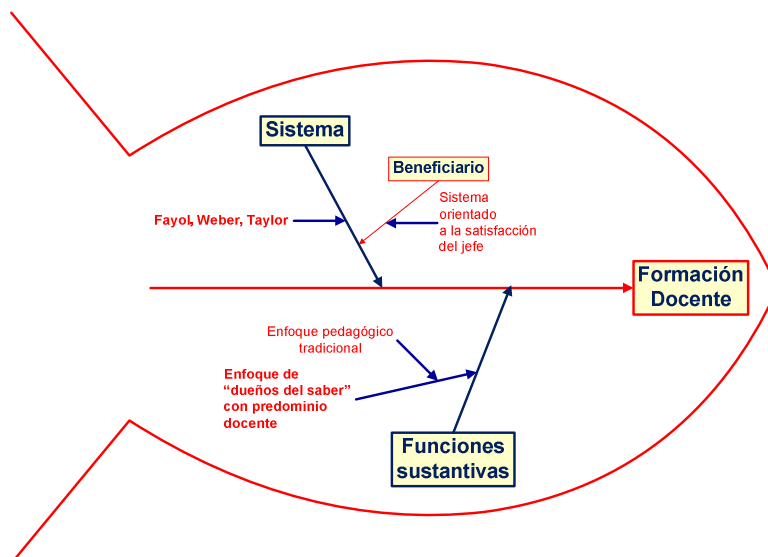 Sistema
Beneficiario
Sistema
orientado
a la satisfacción
del jefe
Fayol, Weber, Taylor
Formación
Docente
Enfoque pedagógico
tradicional
Enfoque de
“dueños del saber”
con predominio
docente
Funciones
sustantivas